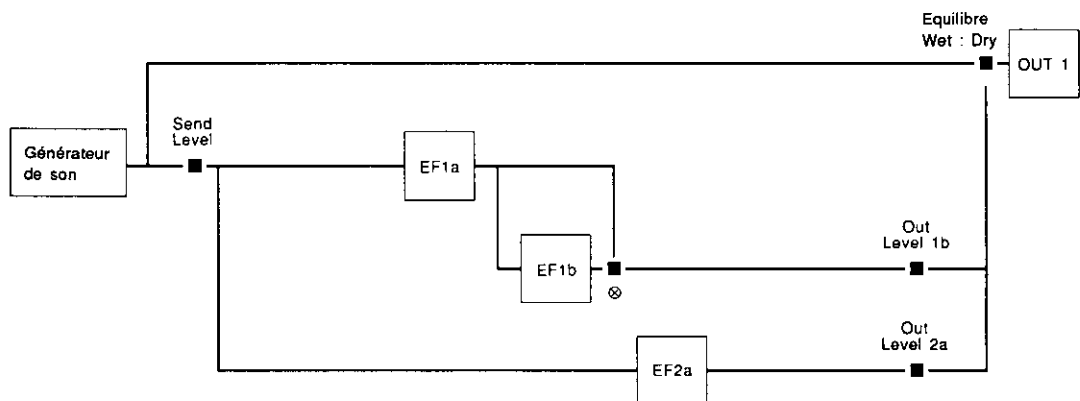 Equilibre
Wet : Dry
OUT 1
Send
Level
Générateur
de son
EF1a
EF1b
Out
Level 1b
Out
Level 2a
EF2a